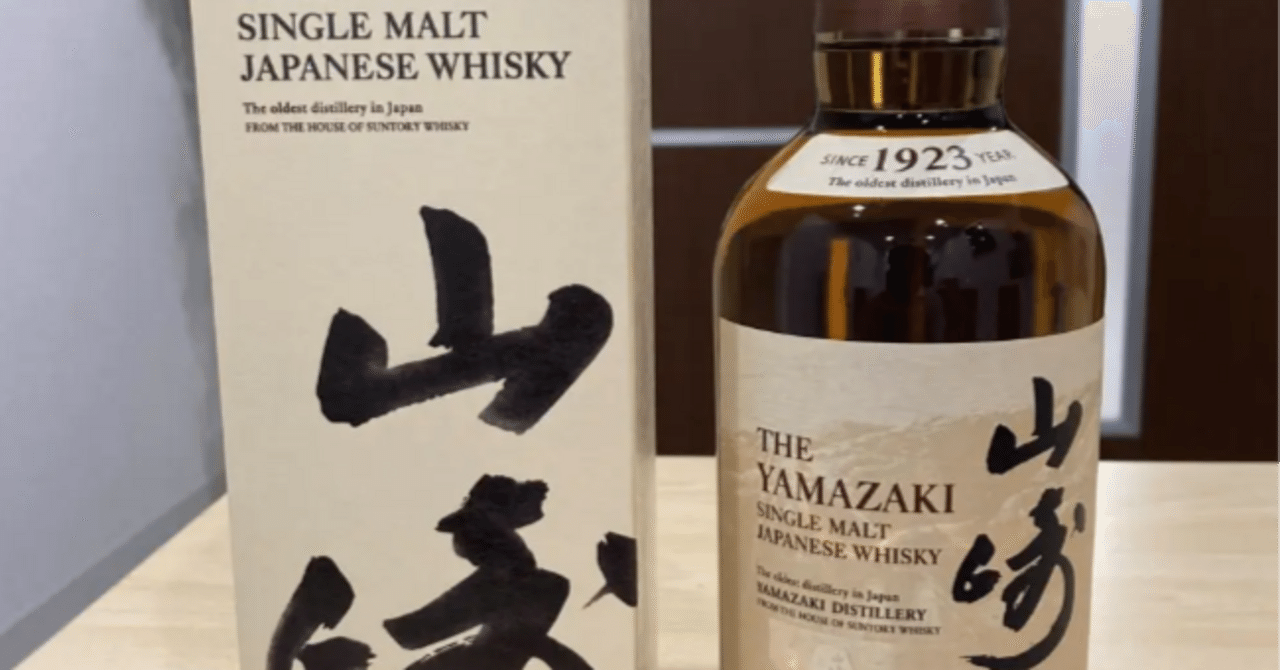 SINGLE MALT
JAPANESE WHISKY
The oldest distillery in Japan
FROM THE HOUSE OF SUNTORY WHISKY
山
崎
SINCE 1923 YEAR
The oldest distillery in Japan
THE
YAMAZAKI
SINGLE MALT
JAPANESE WHISKY
The oldest distillery in Japan
YAMAZAKI DISTILLERY
FROM THE HOUSE OF SUNTORY WHISKY
山
崎